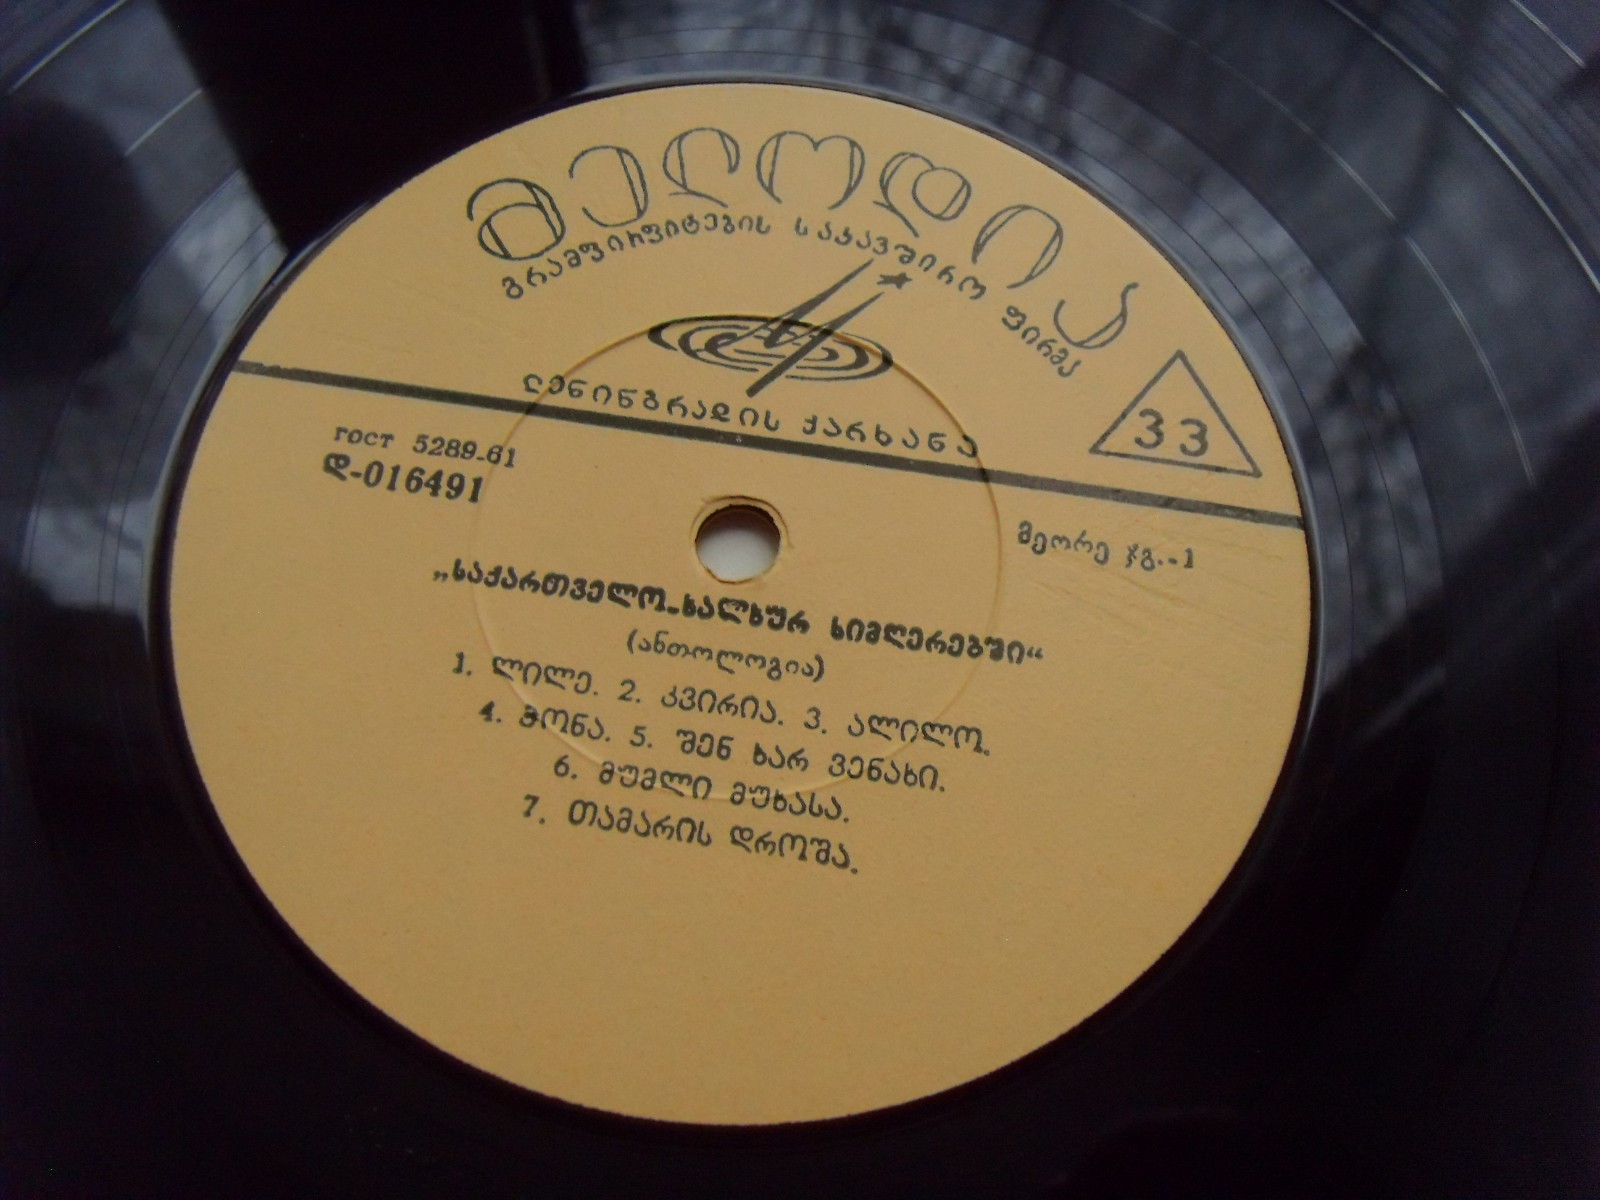 მელოდია
გრამფირფიტების საკავშირო ფირმა
ლენინგრადის ქარხანა
33
ГОСТ 5289-61
დ-016491
მეორე ჯგ.-1
„საქართველო-ხალხურ სიმღერებში“
(ანთოლოგია)
1. ლილე. 2. კვირია. 3. ალილო.
4. შონა. 5. შენ ხარ ვენახი.
6. მუმლი მუხასა.
7. თამარის დროშა.